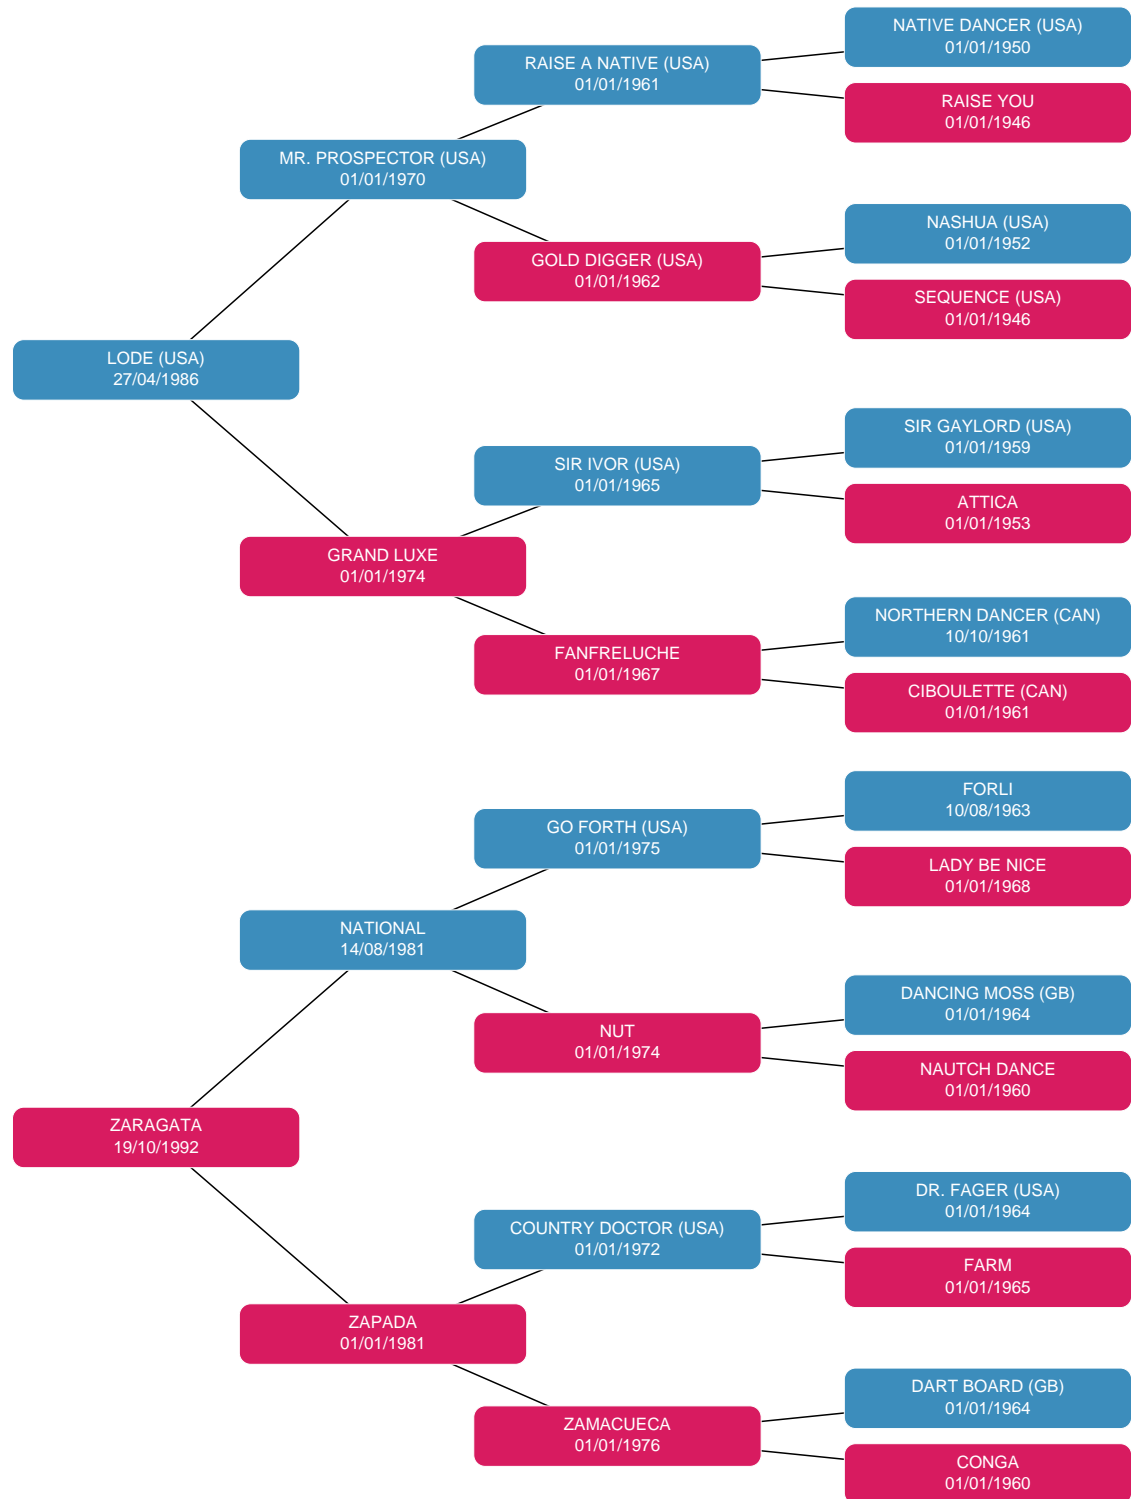 NATIVE DANCER (USA)
01/01/1950
RAISE A NATIVE (USA)
01/01/1961
RAISE YOU
01/01/1946
MR. PROSPECTOR (USA)
01/01/1970
NASHUA (USA)
01/01/1952
GOLD DIGGER (USA)
01/01/1962
SEQUENCE (USA)
01/01/1946
LODE (USA)
27/04/1986
SIR GAYLORD (USA)
01/01/1959
SIR IVOR (USA)
01/01/1965
ATTICA
01/01/1953
GRAND LUXE
01/01/1974
NORTHERN DANCER (CAN)
10/10/1961
FANFRELUCHE
01/01/1967
CIBOULETTE (CAN)
01/01/1961
FORLI
10/08/1963
GO FORTH (USA)
01/01/1975
LADY BE NICE
01/01/1968
NATIONAL
14/08/1981
DANCING MOSS (GB)
01/01/1964
NUT
01/01/1974
NAUTCH DANCE
01/01/1960
ZARAGATA
19/10/1992
DR. FAGER (USA)
01/01/1964
COUNTRY DOCTOR (USA)
01/01/1972
FARM
01/01/1965
ZAPADA
01/01/1981
DART BOARD (GB)
01/01/1964
ZAMACUECA
01/01/1976
CONGA
01/01/1960